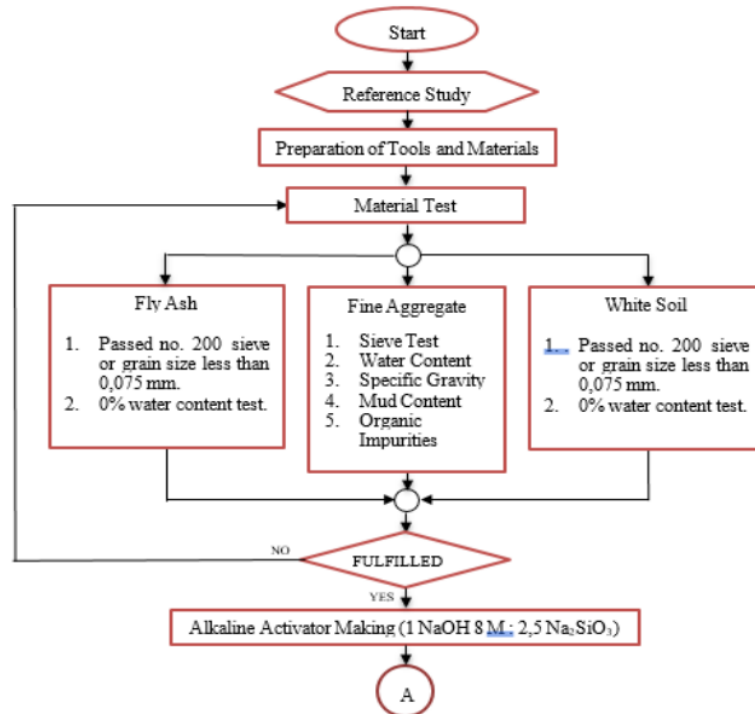 Start
Reference Study
Preparation of Tools and Materials
Material Test
Fly Ash
1. Passed no. 200 sieve
or grain size less than
0,075 mm.
2. 0% water content test.
Fine Aggregate
1. Sieve Test
2. Water Content
3. Specific Gravity
4. Mud Content
5. Organic
Impurities
White Soil
1. Passed no. 200 sieve
or grain size less than
0,075 mm.
2. 0% water content test.
NO
FULFILLED
YES
Alkaline Activator Making (1 NaOH 8 M : 2,5 Na₂SiO₃)
A